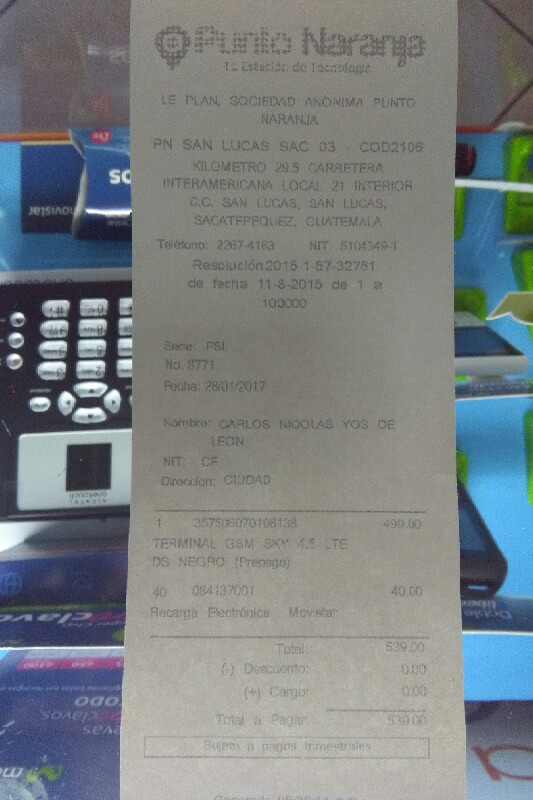 Punto Naranja
Tu Estación de Tecnología
LE PLAN, SOCIEDAD ANONIMA PUNTO
NARANJA
PN SAN LUCAS SAC 03 - COD2106
KILOMETRO 29.5 CARRETERA
INTERAMERICANA LOCAL 21 INTERIOR
C.C. SAN LUCAS, SAN LUCAS,
SACATEPEQUEZ, GUATEMALA
Teléfono: 2267-4163 NIT: 5104349-1
Resolución 2015-1-57-32761
de fecha 11-8-2015 de 1 a
100000
Serie: PSL
No. 8771
Fecha: 28/01/2017
Nombre: CARLOS NICOLAS YOS DE
LEON
NIT: CF
Direccion: CIUDAD
1 357506070106138 499.00
TERMINAL GSM SKY 4.5 LTE
DS NEGRO (Prepago)
40 084137001 40.00
Recarga Electrónica Movistar
Total: 539.00
(-) Descuento: 0.00
(+) Cargo: 0.00
Total a Pagar: 539.00
Sujeto a pagos trimestrales
movistar
ALCATEL
onetouch
Doble